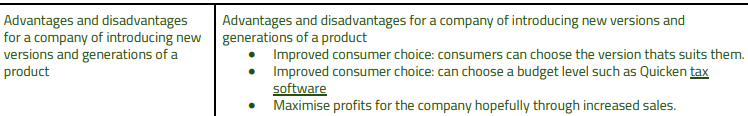 Advantages and disadvantages
for a company of introducing new
versions and generations of a
product
Advantages and disadvantages for a company of introducing new versions and
generations of a product
• Improved consumer choice: consumers can choose the version thats suits them.
• Improved consumer choice: can choose a budget level such as Quicken tax
software
• Maximise profits for the company hopefully through increased sales.